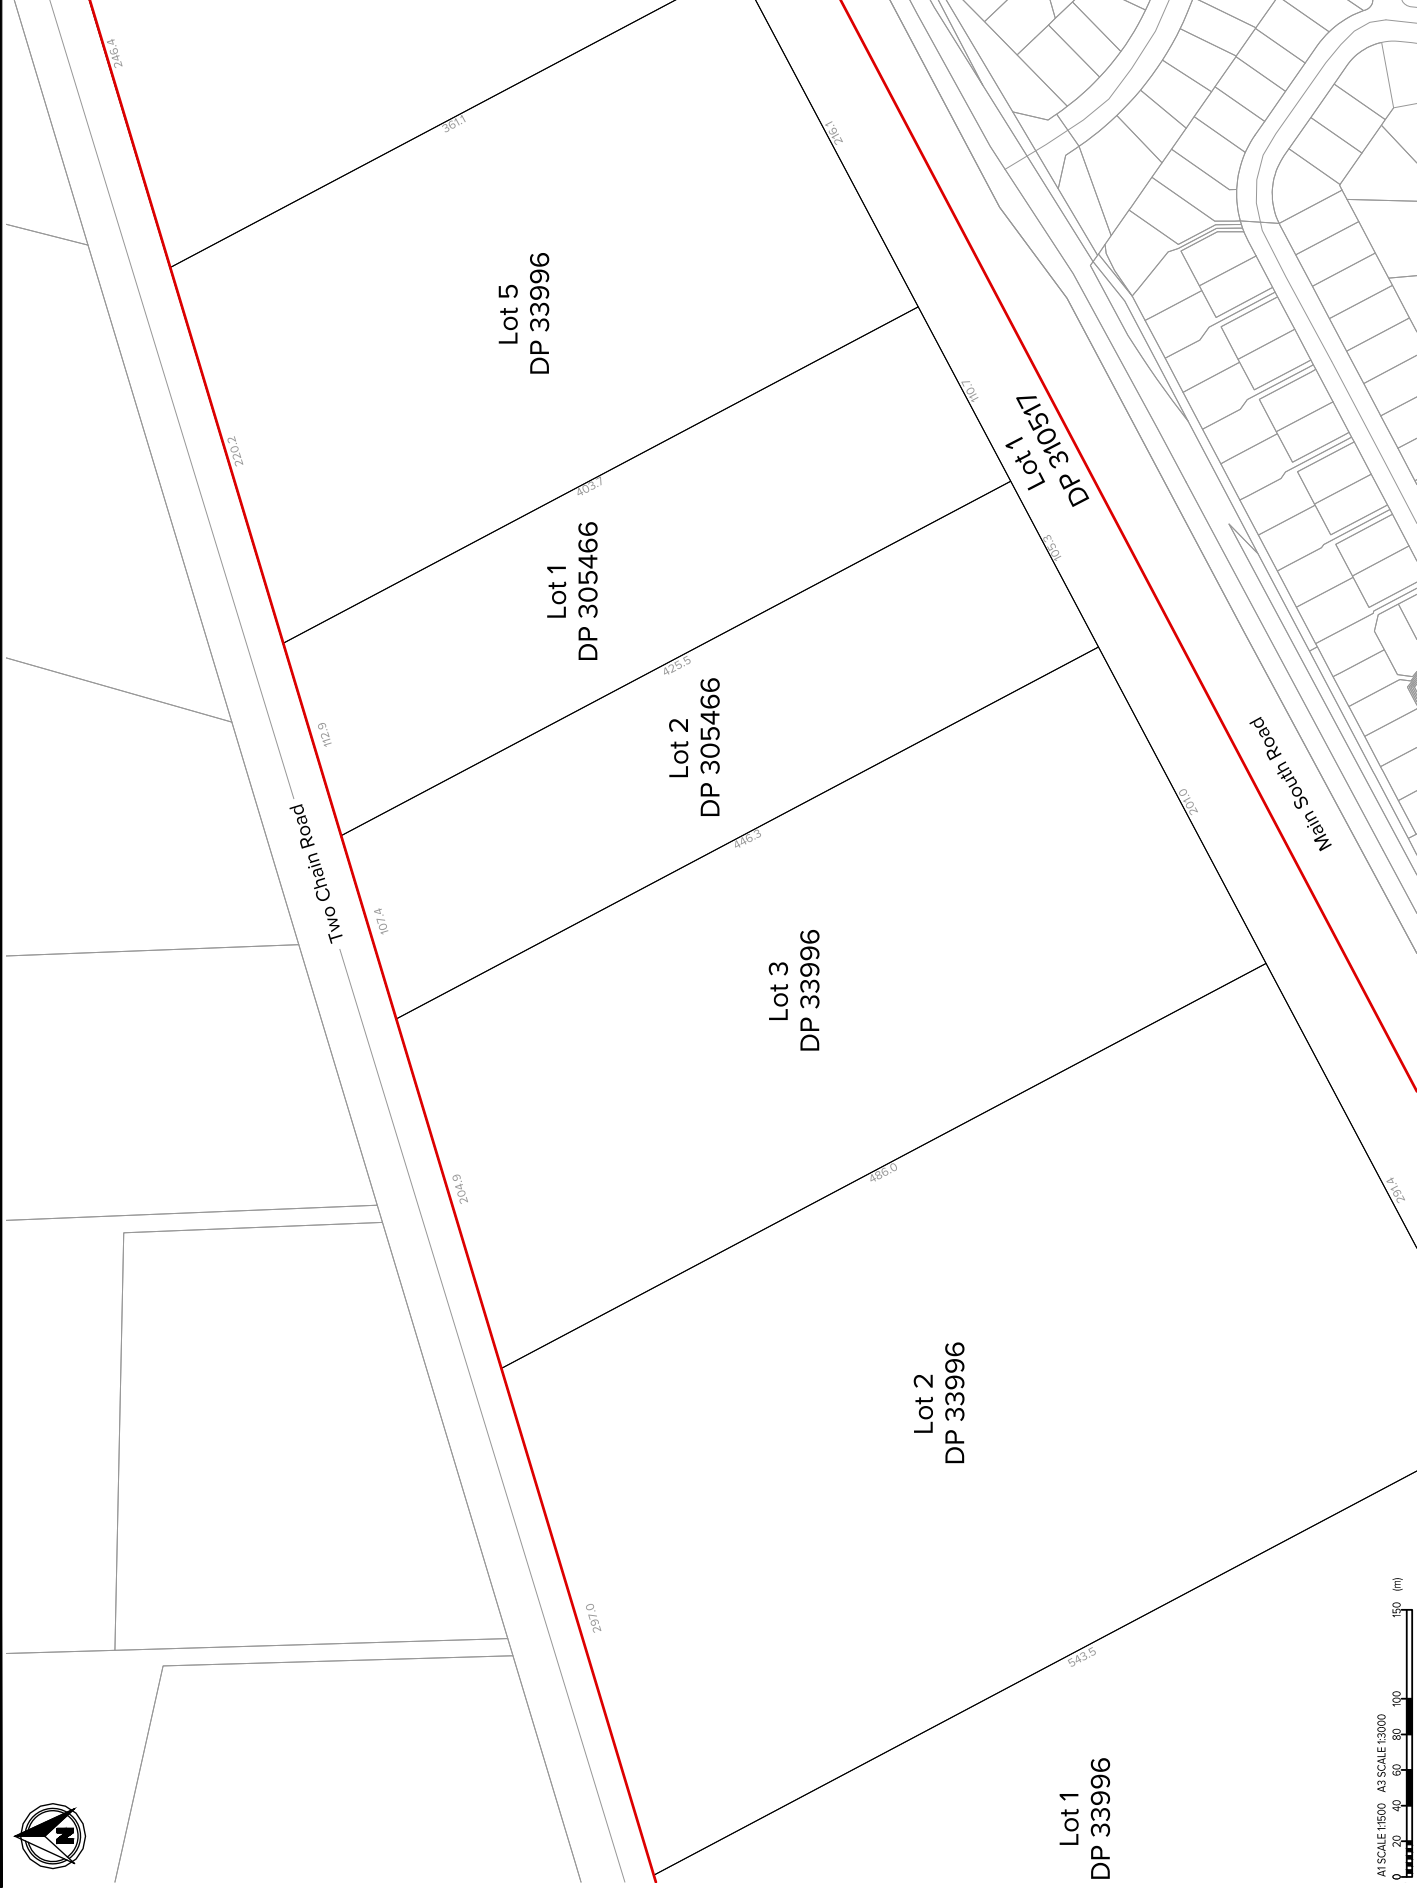 246.4
361.1
216.1
Lot 5
DP 33996
220.2
403.7
110.7
Lot 1
DP 310517
Lot 1
DP 305466
105.3
112.9
425.5
Lot 2
DP 305466
Main South Road
Two Chain Road
446.3
201.0
107.4
Lot 3
DP 33996
204.9
486.0
291.4
Lot 2
DP 33996
297.0
543.5
Lot 1
DP 33996
N
A1 SCALE 1:1500 A3 SCALE 1:3000
0 20 40 60 80 100 150 (m)